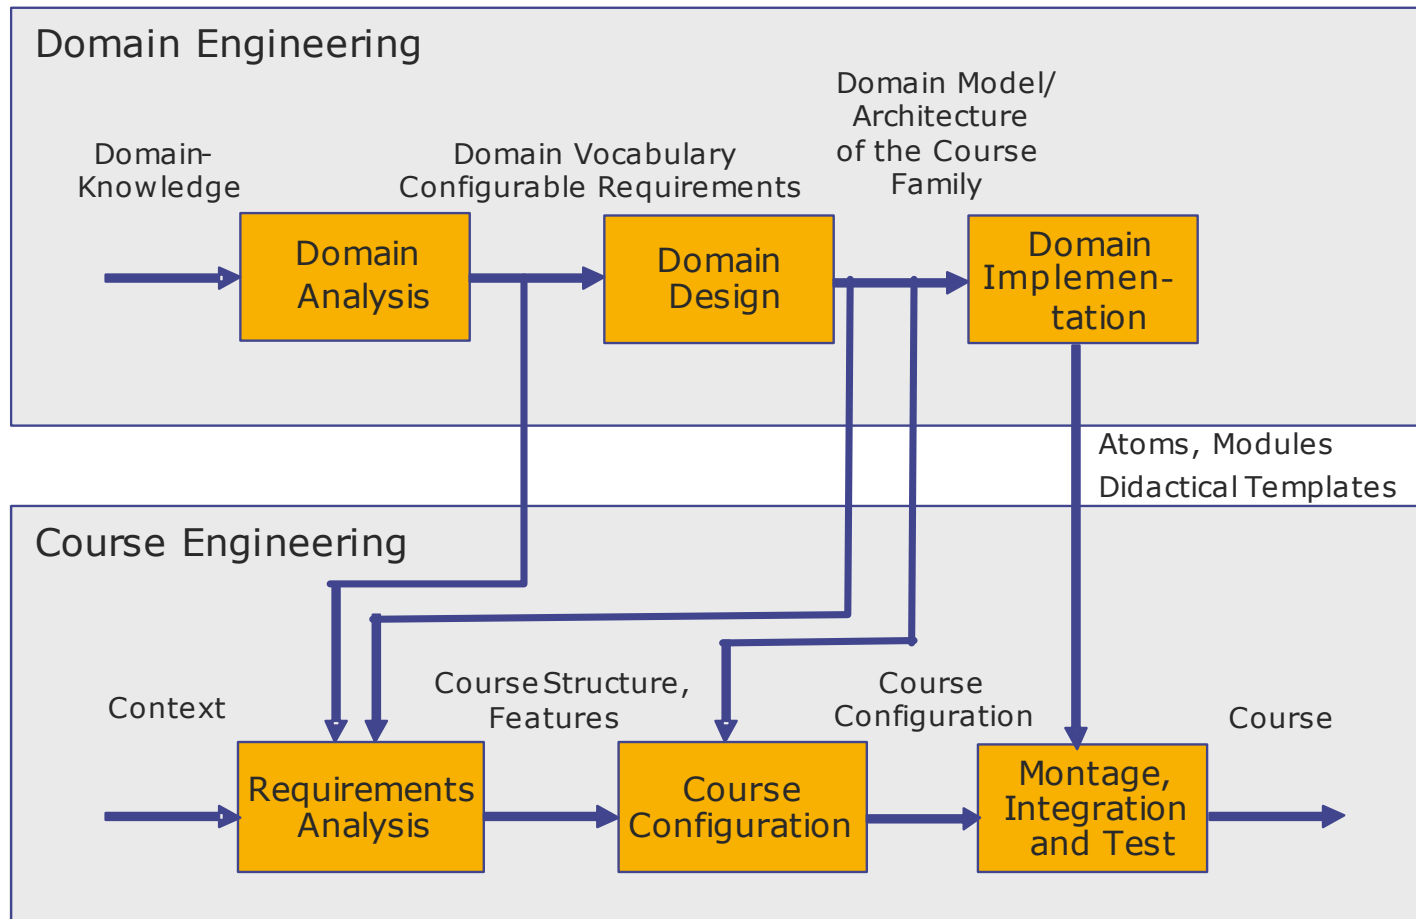 Domain Engineering
Domain-
Knowledge
Domain Vocabulary
Configurable Requirements
Domain Model/
Architecture
of the Course
Family
Domain
Analysis
Domain
Design
Domain
Implemen-
tation
Atoms, Modules
Didactical Templates
Course Engineering
Context
Course Structure,
Features
Course
Configuration
Course
Requirements
Analysis
Course
Configuration
Montage,
Integration
and Test